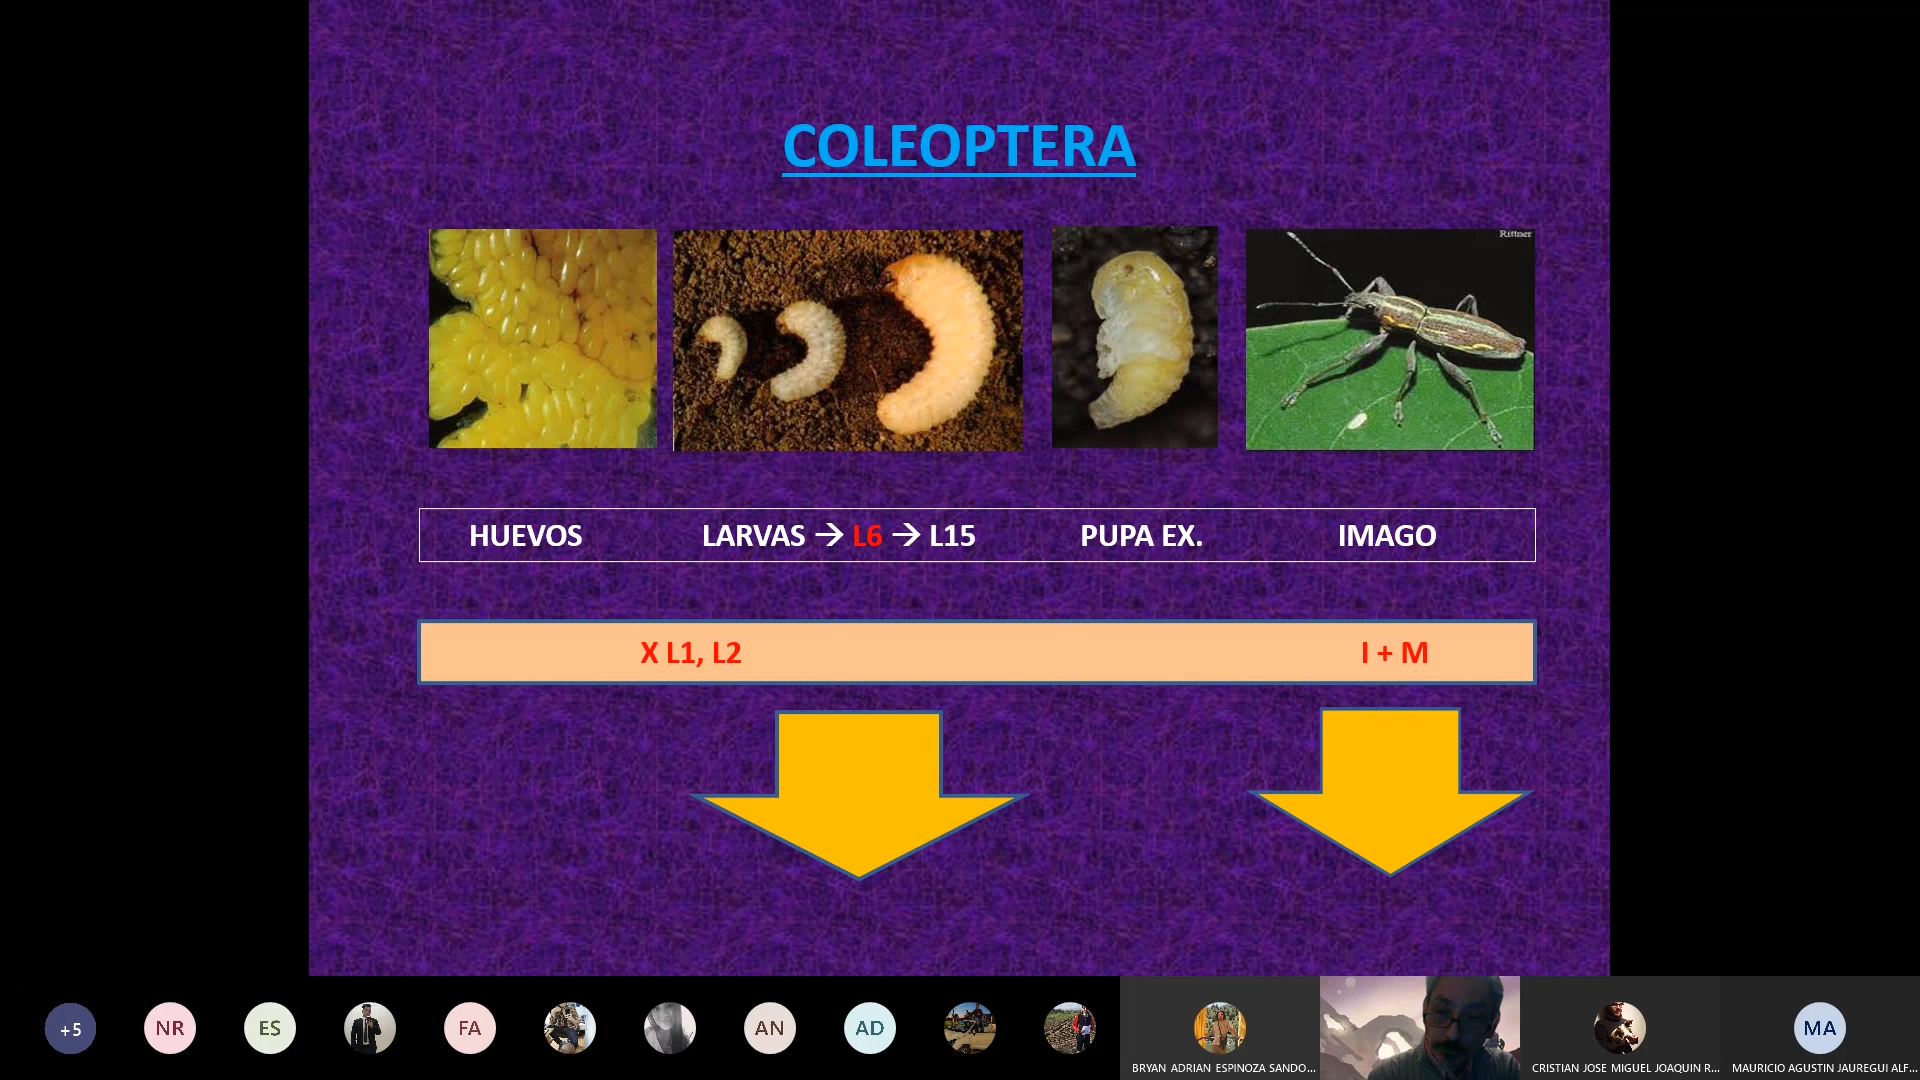 COLEOPTERA
Rittner
HUEVOS LARVAS → L6 → L15 PUPA EX. IMAGO
X L1, L2 I + M
+5 NR ES FA AN AD MA
BRYAN ADRIAN ESPINOZA SANDO... CRISTIAN JOSE MIGUEL JOAQUIN R... MAURICIO AGUSTIN JAUREGUI ALF...